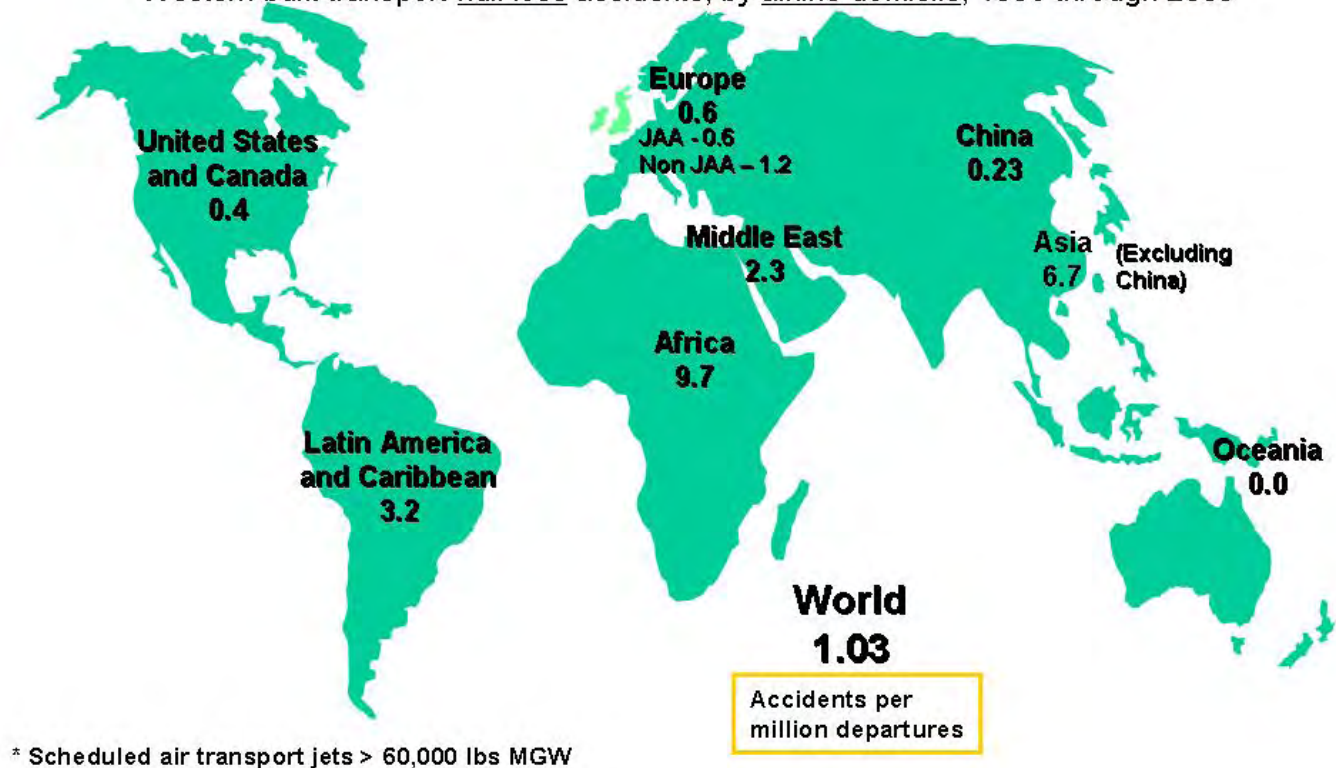 United States
and Canada
0.4
Europe
0.6
JAA - 0.6
Non JAA – 1.2
China
0.23
Middle East
2.3
Asia
6.7
(Excluding
China)
Africa
9.7
Latin America
and Caribbean
3.2
Oceania
0.0
World
1.03
Accidents per
million departures
* Scheduled air transport jets > 60,000 lbs MGW